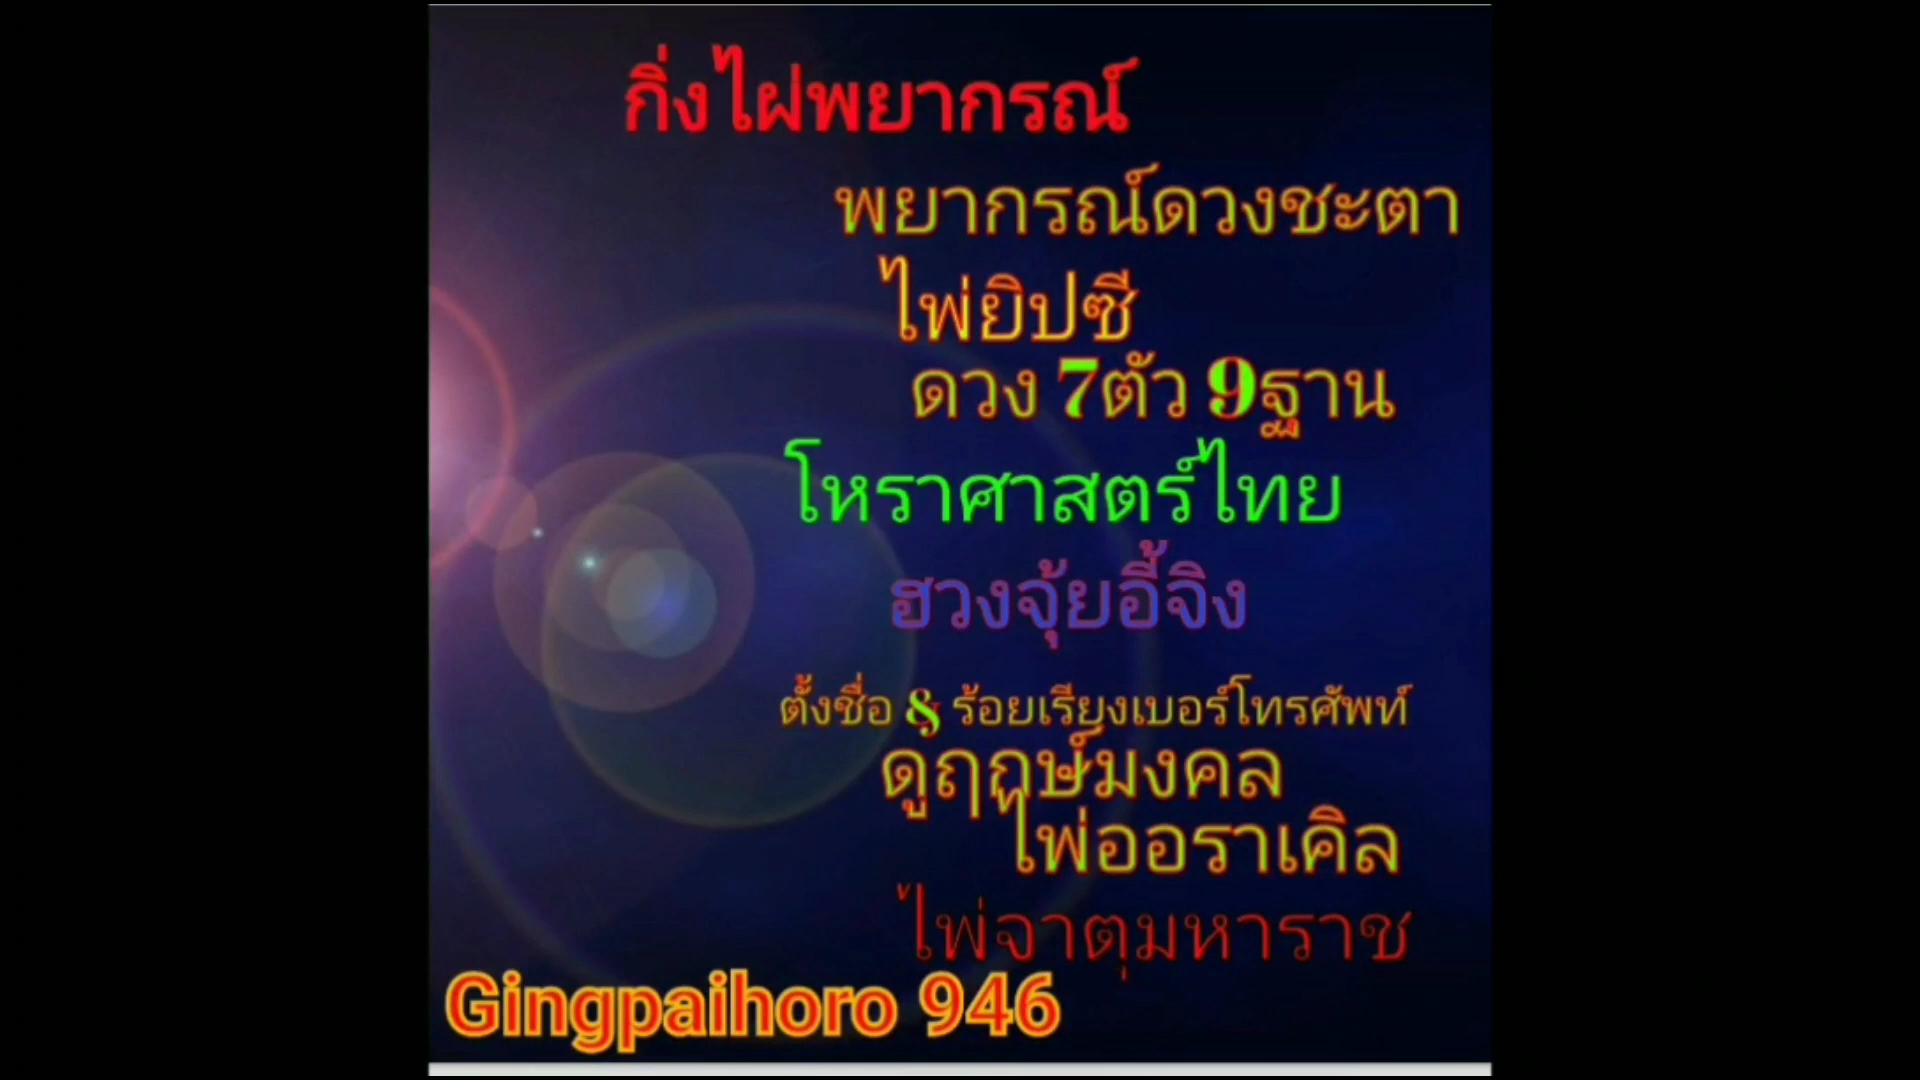 กิ่งไผ่พยากรณ์
พยากรณ์ดวงชะตา
ไพ่ยิปซี
ดวง 7ตัว 9ฐาน
โหราศาสตร์ไทย
ฮวงจุ้ยอี้จิง
ตั้งชื่อ & ร้อยเรียงเบอร์โทรศัพท์
ดูฤกษ์มงคล
ไพ่ออราเคิล
ไพ่จาตุมหาราช
Gingpaihoro 946